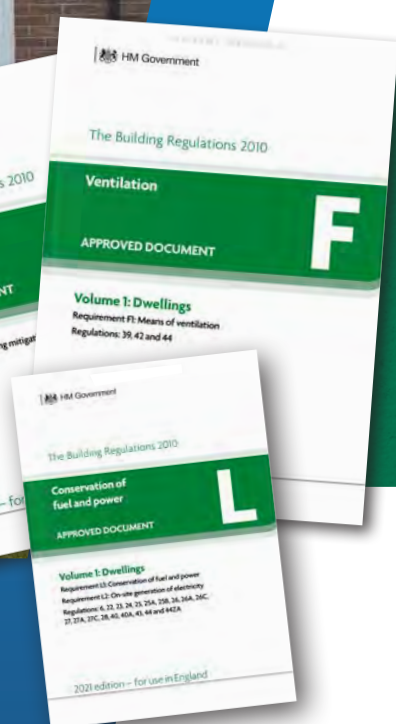 HM Government
The Building Regulations 2010
Ventilation
F
APPROVED DOCUMENT
Volume 1: Dwellings
Requirement F1: Means of ventilation
Regulations: 39, 42 and 44
s 2010
NT
ng mitigat
– for
HM Government
The Building Regulations 2010
Conservation of
fuel and power
L
APPROVED DOCUMENT
Volume 1: Dwellings
Requirement L1: Conservation of fuel and power
Requirement L2: On-site generation of electricity
Regulations: 6, 22, 23, 24, 25, 25A, 25B, 26, 26A, 26C,
27, 27A, 27C, 28, 40, 40A, 43, 44 and 44ZA
2021 edition – for use in England